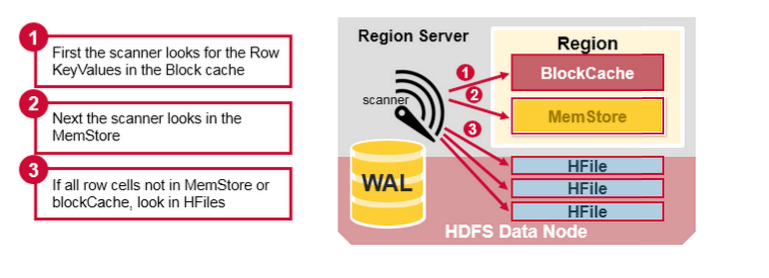 1
First the scanner looks for the Row
KeyValues in the Block cache
2
Next the scanner looks in the
MemStore
3
If all row cells not in MemStore or
blockCache, look in HFiles
Region Server
Region
BlockCache
MemStore
scanner
1
2
3
WAL
HFile
HFile
HFile
HDFS Data Node